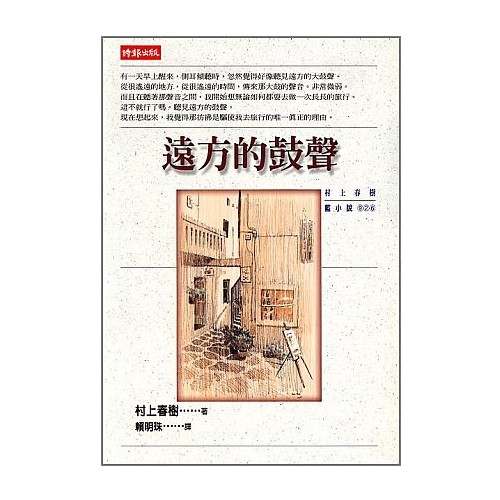 時報出版
有一天早上醒來，側耳傾聽時，忽然覺得好像聽見遠方的大鼓聲。
從很遙遠的地方，從很遙遠的時間，傳來那大鼓的聲音。非常微弱。
而且在聽著那聲音之間，我開始想無論如何都要去做一次長長的旅行。
這不就行了嗎。聽見遠方的鼓聲。
現在想起來，我覺得那彷彿是驅使我去旅行的唯一真正的理由。
遠方的鼓聲
村上春樹
藍小說 926
村上春樹⋯⋯著
賴明珠⋯⋯譯